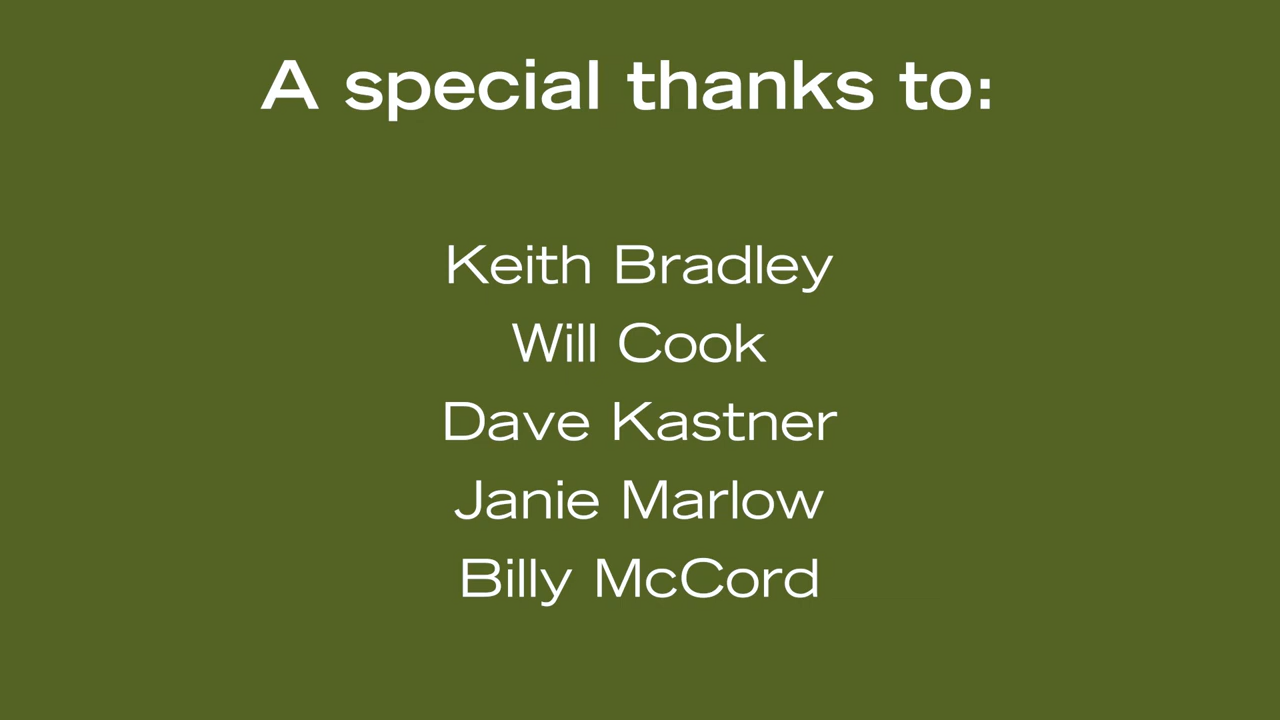 A special thanks to:
Keith Bradley
Will Cook
Dave Kastner
Janie Marlow
Billy McCord